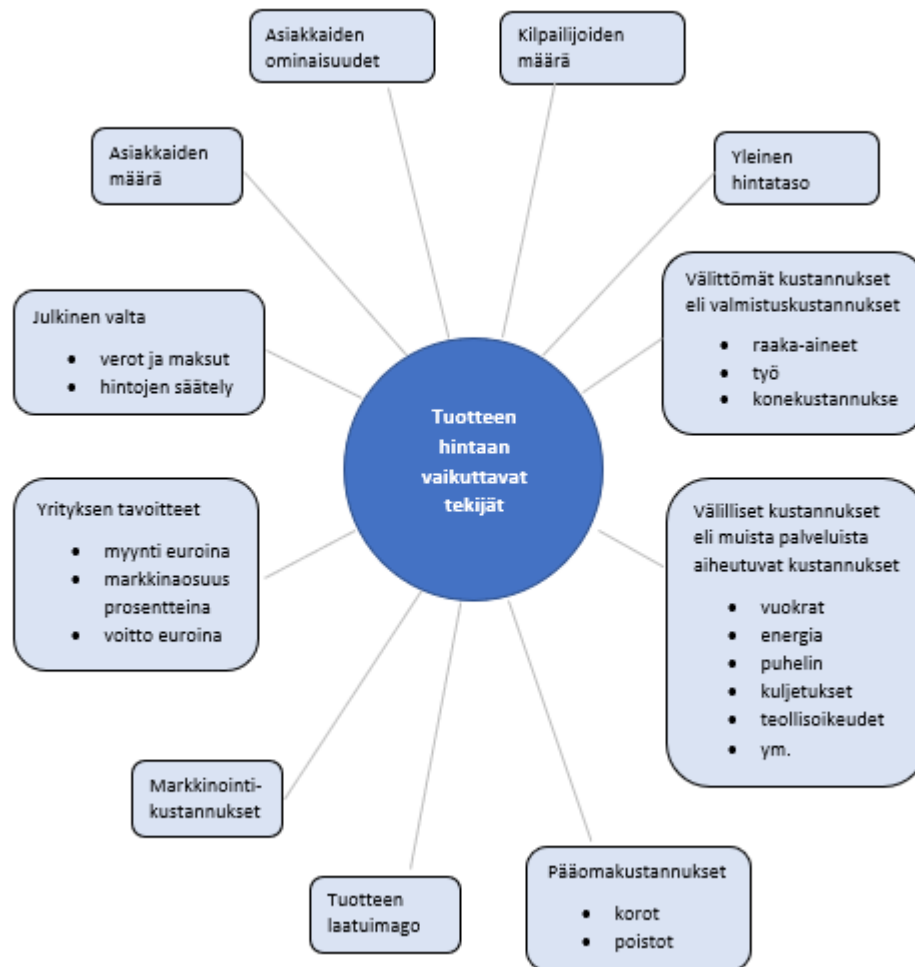 Asiakkaiden
ominaisuudet
Kilpailijoiden
määrä
Asiakkaiden
määrä
Yleinen
hintataso
Välittömät kustannukset
eli valmistuskustannukset
• raaka-aineet
• työ
• konekustannukse
Julkinen valta
• verot ja maksut
• hintojen säätely
Tuotteen
hintaan
vaikuttavat
tekijät
Yrityksen tavoitteet
• myynti euroina
• markkinaosuus
prosentteina
• voitto euroina
Välilliset kustannukset
eli muista palveluista
aiheutuvat kustannukset
• vuokrat
• energia
• puhelin
• kuljetukset
• teollisoikeudet
• ym.
Markkinointi-
kustannukset
Tuotteen
laatuimago
Pääomakustannukset
• korot
• poistot